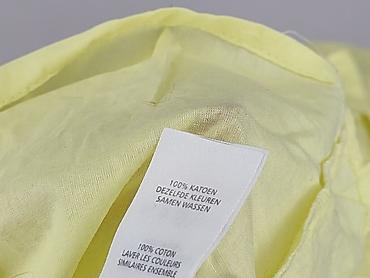 100% KATOEN
DEZELFDE KLEUREN
SAMEN WASSEN
100% COTON
LAVER LES COULEURS
SIMILAIRES ENSEMBLE